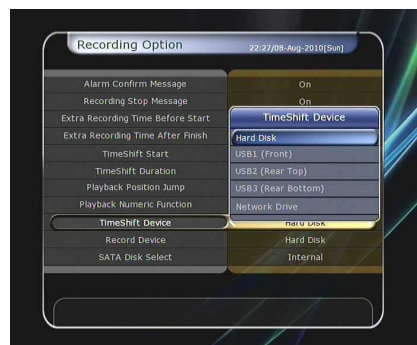 Recording Option
22:27/08-Aug-2010[Sun]
Alarm Confirm Message On
Recording Stop Message On
Extra Recording Time Before Start
Extra Recording Time After Finish
TimeShift Start
TimeShift Duration
Playback Position Jump
Playback Numeric Function
TimeShift Device Hard Disk
Record Device Hard Disk
SATA Disk Select Internal
TimeShift Device
Hard Disk
USB1 (Front)
USB2 (Rear Top)
USB3 (Rear Bottom)
Network Drive